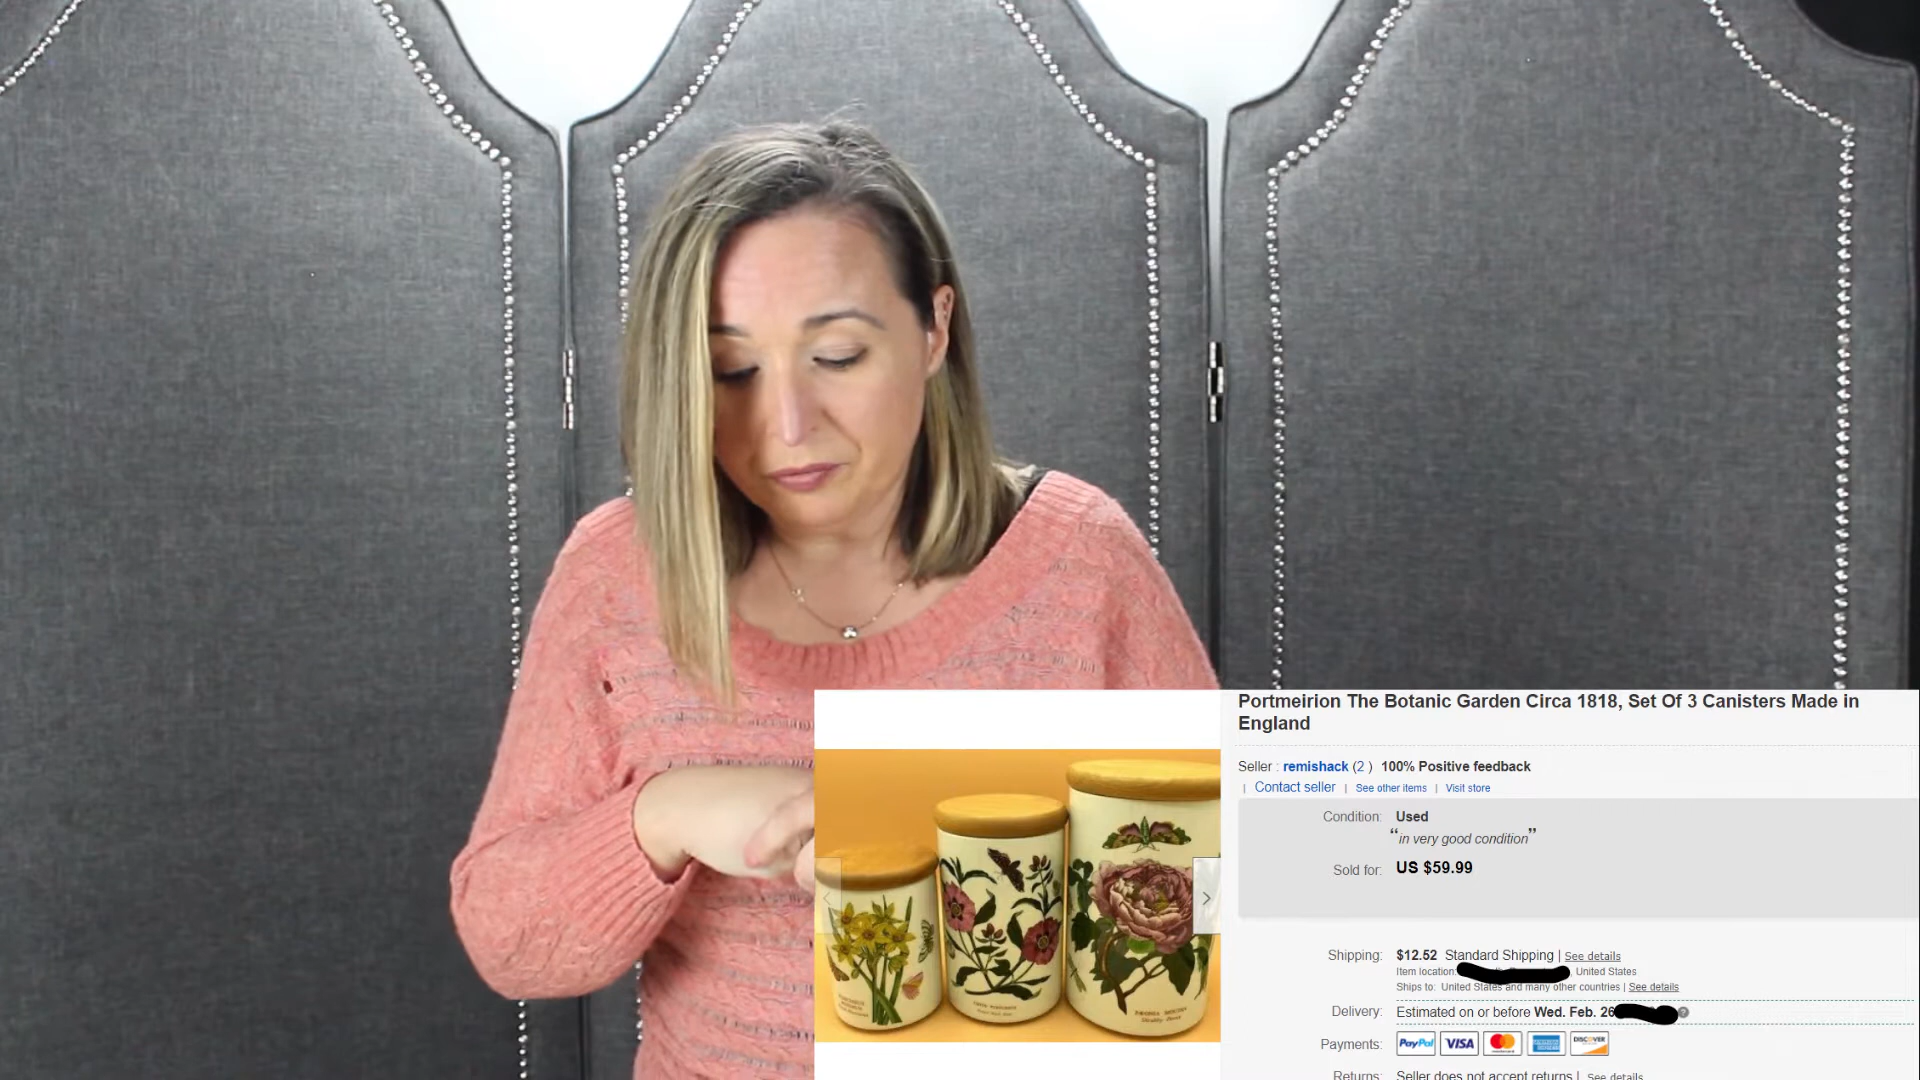 Portmeirion The Botanic Garden Circa 1818, Set Of 3 Canisters Made in
England
Seller : remishack (2 ) 100% Positive feedback
| Contact seller | See other items | Visit store
Condition: Used
“in very good condition”
Sold for: US $59.99
Shipping: $12.52 Standard Shipping | See details
Item location: , United States
Ships to: United States and many other countries | See details
Delivery: Estimated on or before Wed. Feb. 26 ?
Payments: PayPal VISA MasterCard AMERICAN EXPRESS DISCOVER
Returns: Seller does not accept returns | See details